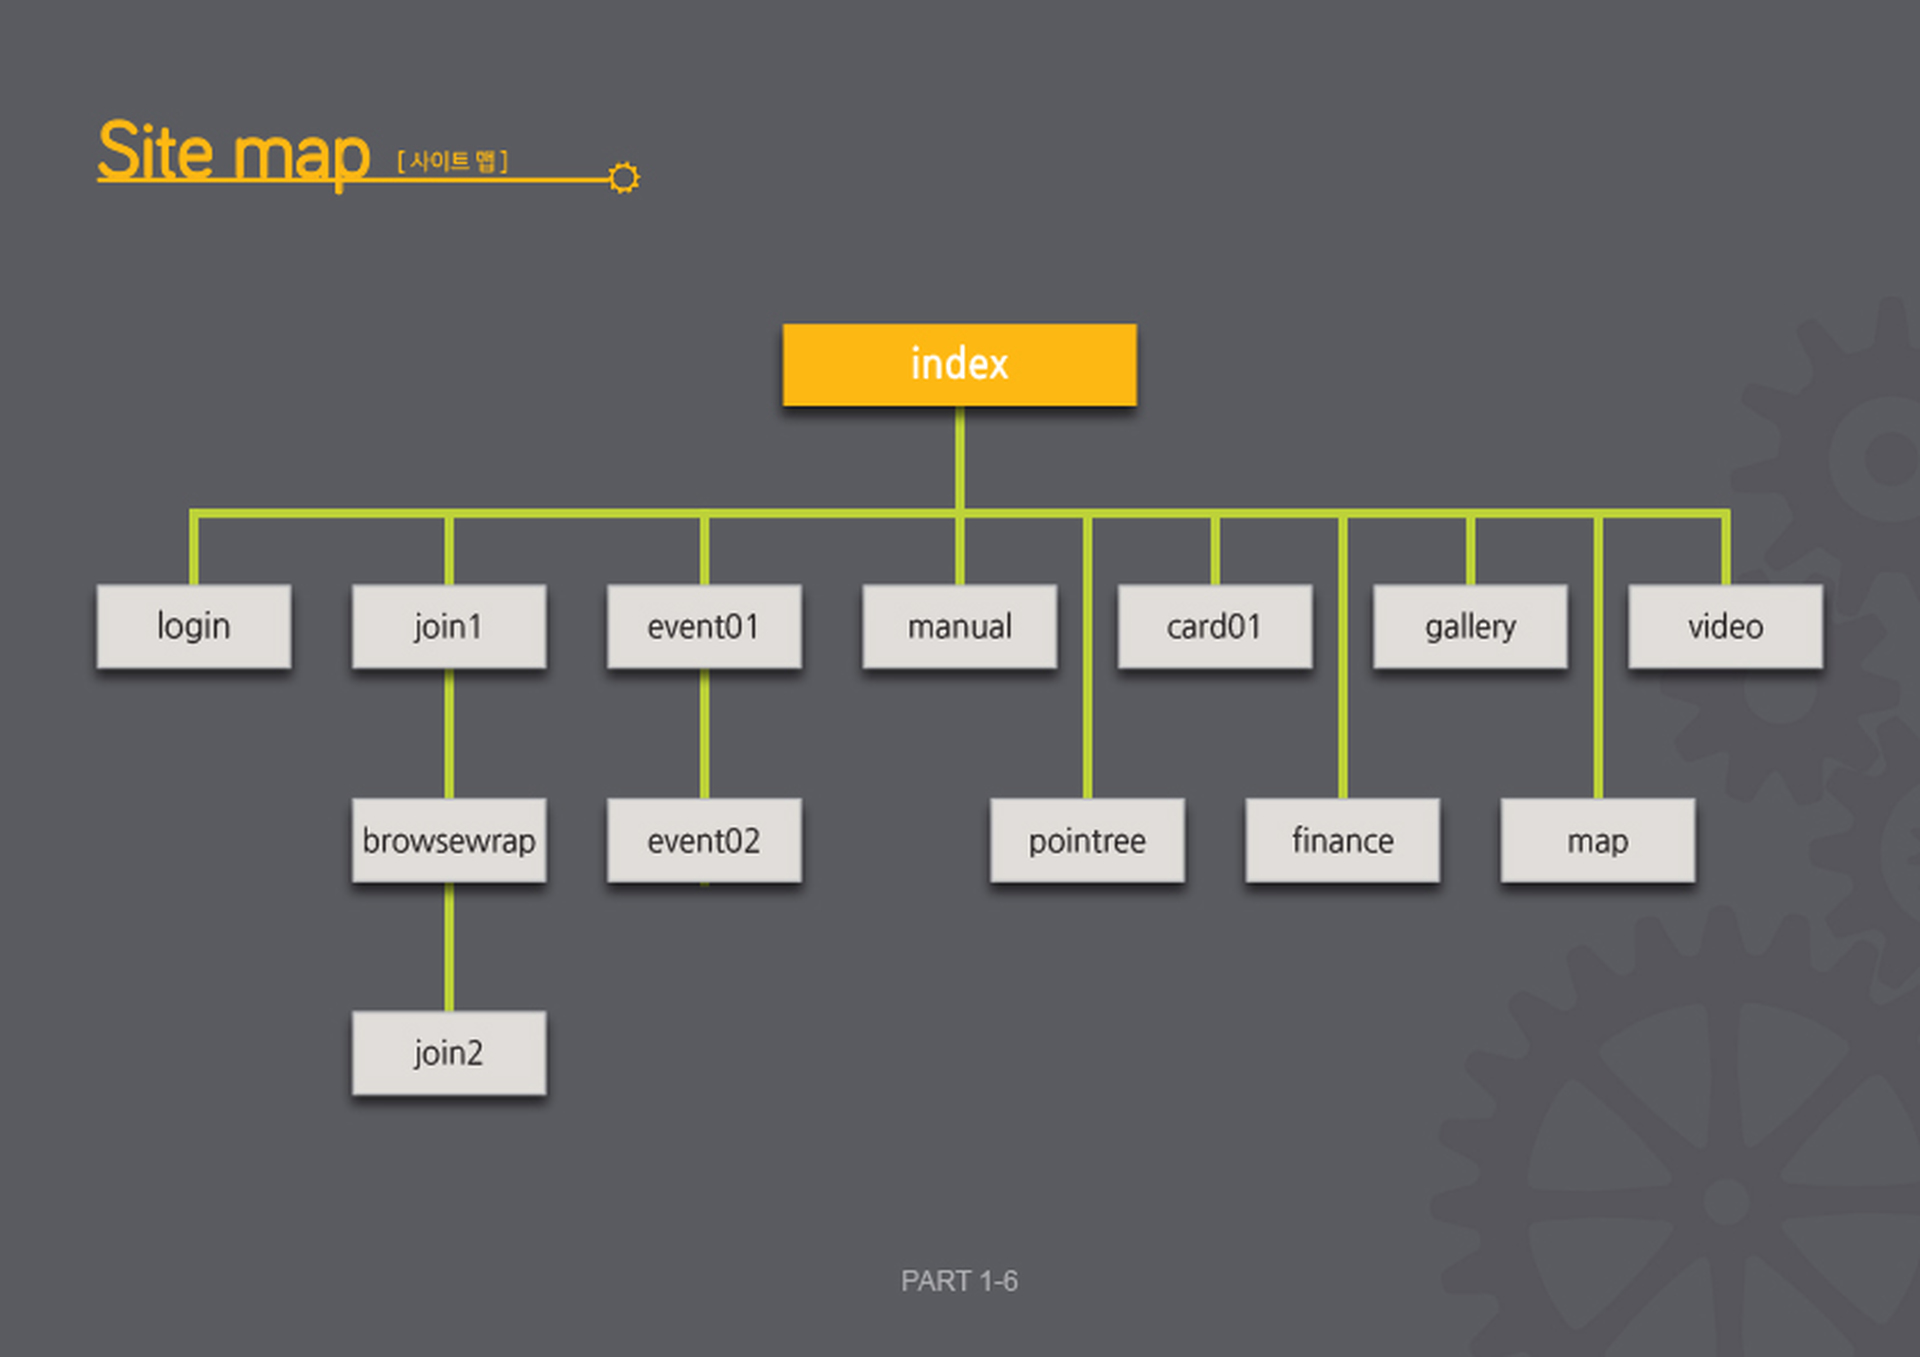 Site map [ 사이트 맵 ]
index
login
join1
event01
manual
card01
gallery
video
browsewrap
event02
pointree
finance
map
join2
PART 1-6